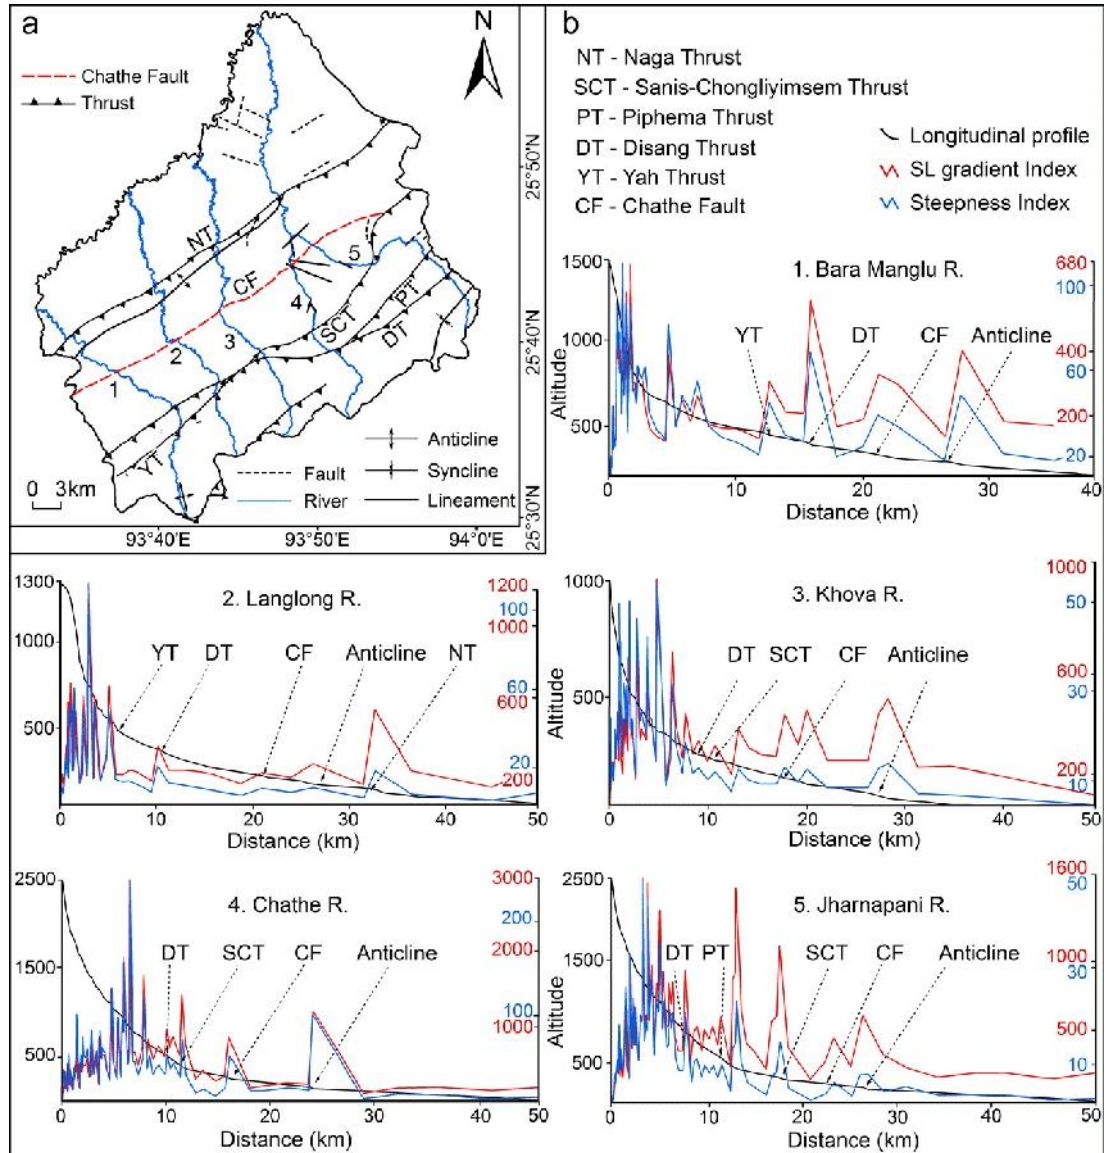 a
N
Chathe Fault
Thrust
NT
CF
5
4
SCT
PT
DT
3
2
1
YT
0 3km
Anticline
Fault
Syncline
River
Lineament
25°50'N
25°40'N
25°30'N
93°40'E 93°50'E 94°0'E
b
NT - Naga Thrust
SCT - Sanis-Chongliyimsem Thrust
PT - Piphema Thrust
DT - Disang Thrust
YT - Yah Thrust
CF - Chathe Fault
Longitudinal profile
SL gradient Index
Steepness Index
1. Bara Manglu R.
YT DT CF Anticline
Altitude
1500
1000
500
680
100
400
60
200
20
0 10 20 30 40
Distance (km)
2. Langlong R.
YT DT CF Anticline NT
1300
1000
500
1200
100
1000
60
600
20
200
0 10 20 30 40 50
Distance (km)
3. Khova R.
DT SCT CF Anticline
Altitude
1000
500
1000
50
600
30
200
10
0 10 20 30 40 50
Distance (km)
4. Chathe R.
DT SCT CF Anticline
2500
1500
500
3000
200
2000
100
1000
0 10 20 30 40 50
Distance (km)
5. Jharnapani R.
DT PT SCT CF Anticline
Altitude
2500
1500
500
1600
50
1000
30
500
10
0 10 20 30 40 50
Distance (km)